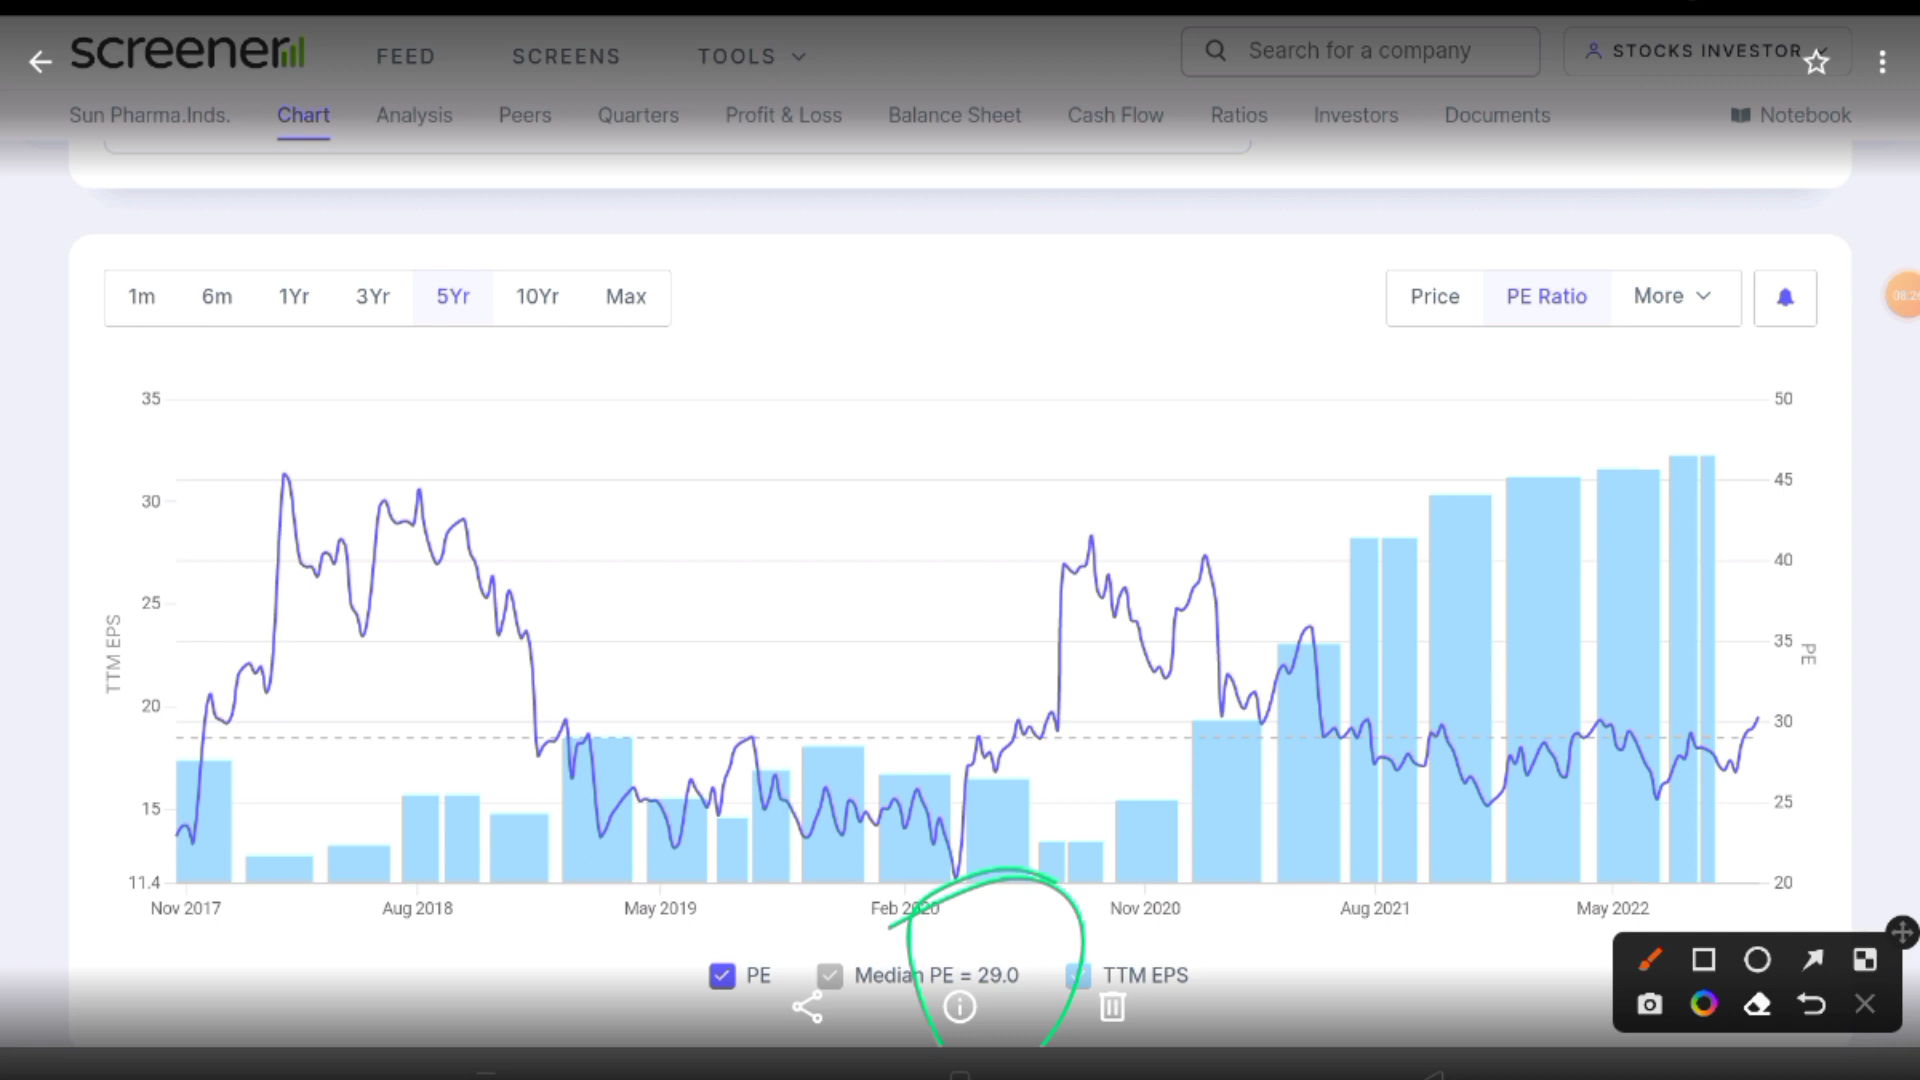 screener FEED SCREENS TOOLS Search for a company STOCKS INVESTOR
Sun Pharma.Inds. Chart Analysis Peers Quarters Profit & Loss Balance Sheet Cash Flow Ratios Investors Documents Notebook
1m 6m 1Yr 3Yr 5Yr 10Yr Max Price PE Ratio More
35 50
45
30
40
25
35
TTM EPS PE
20 30
15 25
11.4 20
Nov 2017 Aug 2018 May 2019 Feb 2020 Nov 2020 Aug 2021 May 2022
PE Median PE = 29.0 TTM EPS